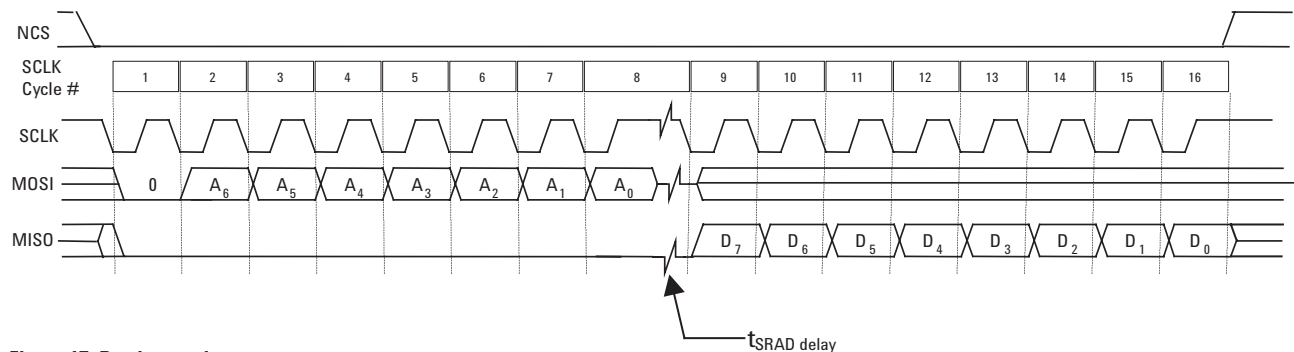 NCS
SCLK
Cycle #
1 2 3 4 5 6 7 8 9 10 11 12 13 14 15 16
SCLK
MOSI 0 A6 A5 A4 A3 A2 A1 A0
MISO D7 D6 D5 D4 D3 D2 D1 D0
tSRAD delay